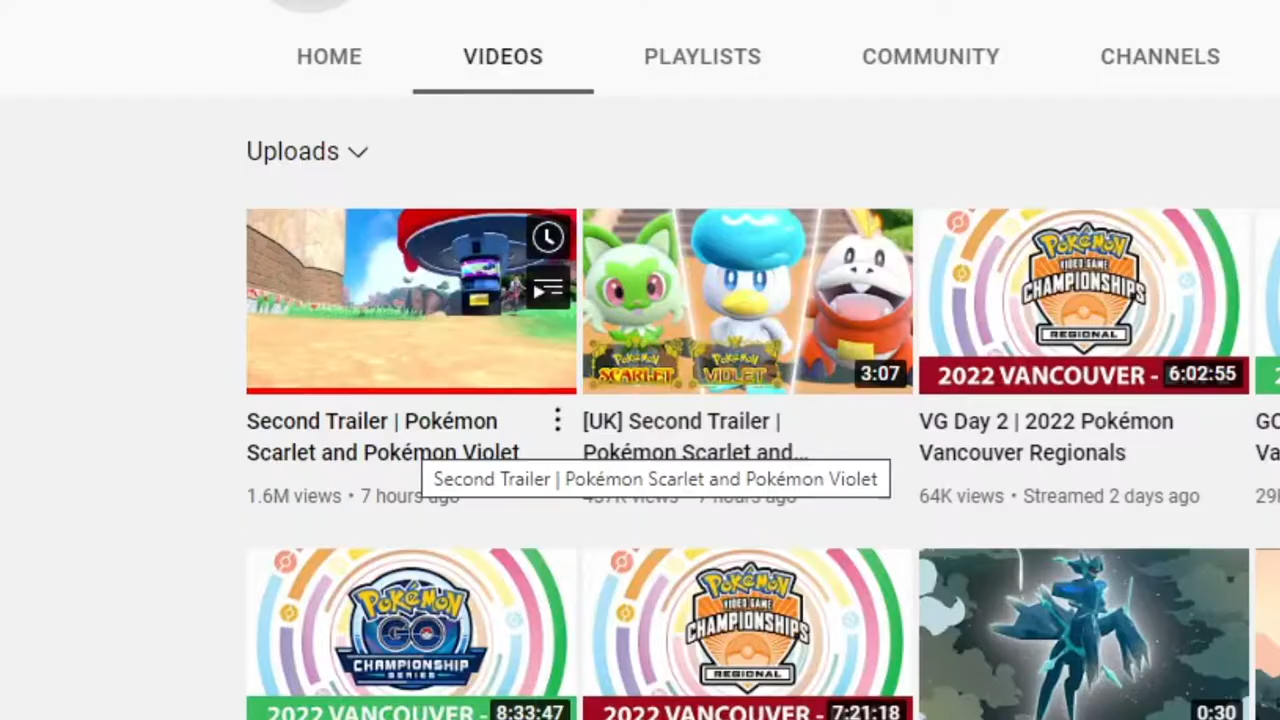 HOME VIDEOS PLAYLISTS COMMUNITY CHANNELS
Uploads
POKéMON SCARLET POKéMON VIOLET
3:07
Pokémon
VIDEO GAME
CHAMPIONSHIPS
REGIONAL
2022 VANCOUVER - 6:02:55
Second Trailer | Pokémon
Scarlet and Pokémon Violet
[UK] Second Trailer |
Pokémon Scarlet and...
VG Day 2 | 2022 Pokémon
Vancouver Regionals
Second Trailer | Pokémon Scarlet and Pokémon Violet
1.6M views • 7 hours ago
views • 7 hours ago
64K views • Streamed 2 days ago
Pokémon
GO
CHAMPIONSHIP
SERIES
2022 VANCOUVER - 8:33:47
Pokémon
VIDEO GAME
CHAMPIONSHIPS
REGIONAL
2022 VANCOUVER - 7:21:18
0:30